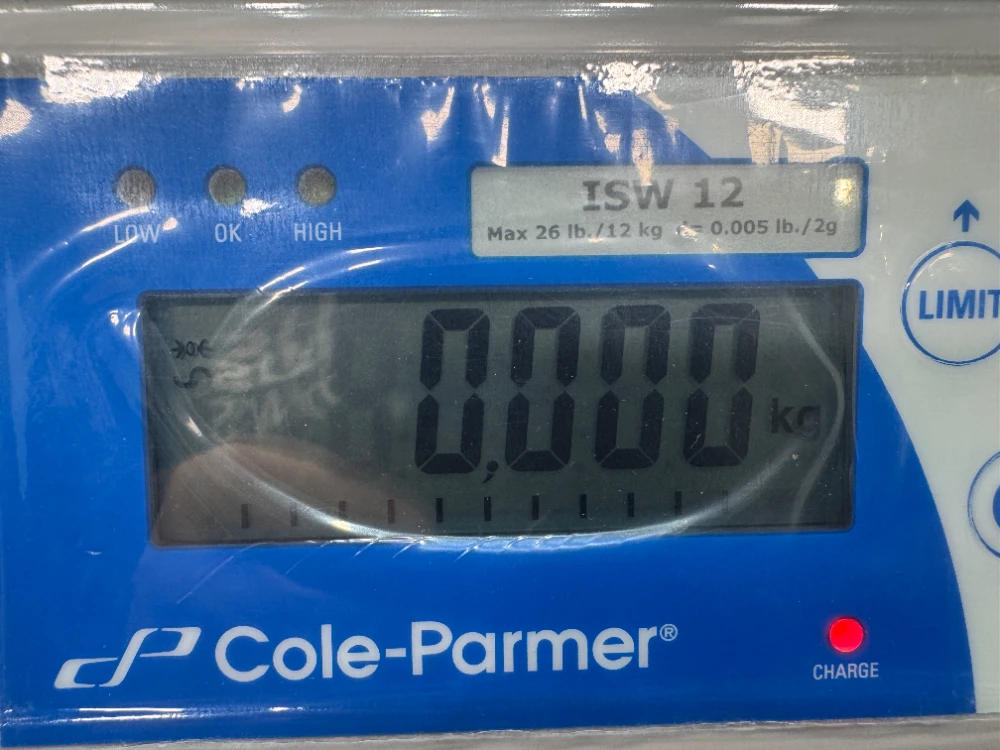 ISW 12
Max 26 lb./12 kg d= 0.005 lb./2g
LOW OK HIGH
LIMIT
0,000 kg
Cole-Parmer®
CHARGE